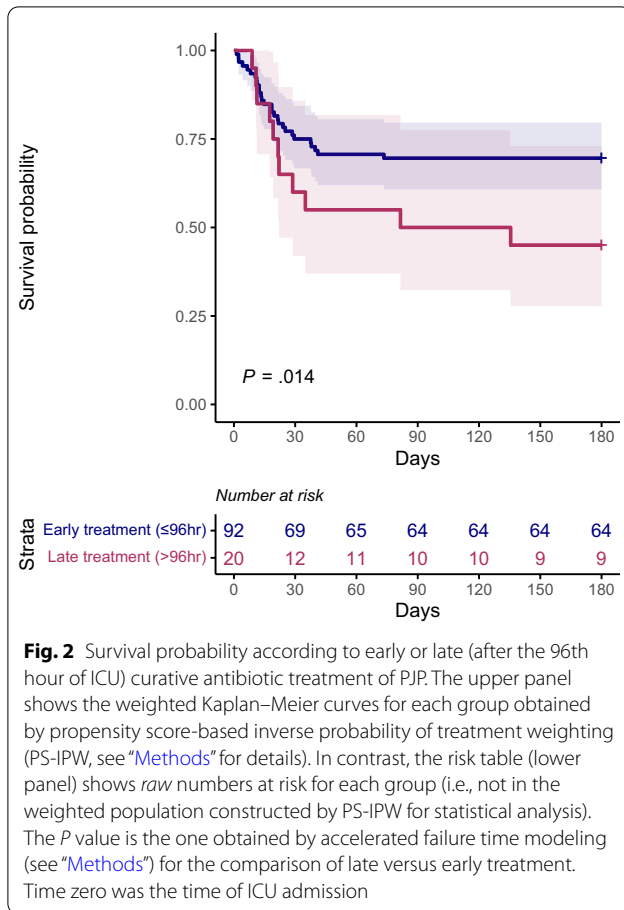 1.00
0.75
0.50
0.25
0.00
Survival probability
P = .014
0 30 60 90 120 150 180
Days
Number at risk
Strata
Early treatment (≤96hr) 92 69 65 64 64 64 64
Late treatment (>96hr) 20 12 11 10 10 9 9
0 30 60 90 120 150 180
Days
Fig. 2 Survival probability according to early or late (after the 96th
hour of ICU) curative antibiotic treatment of PJP. The upper panel
shows the weighted Kaplan–Meier curves for each group obtained
by propensity score-based inverse probability of treatment weighting
(PS-IPW, see “Methods” for details). In contrast, the risk table (lower
panel) shows raw numbers at risk for each group (i.e., not in the
weighted population constructed by PS-IPW for statistical analysis).
The P value is the one obtained by accelerated failure time modeling
(see “Methods”) for the comparison of late versus early treatment.
Time zero was the time of ICU admission